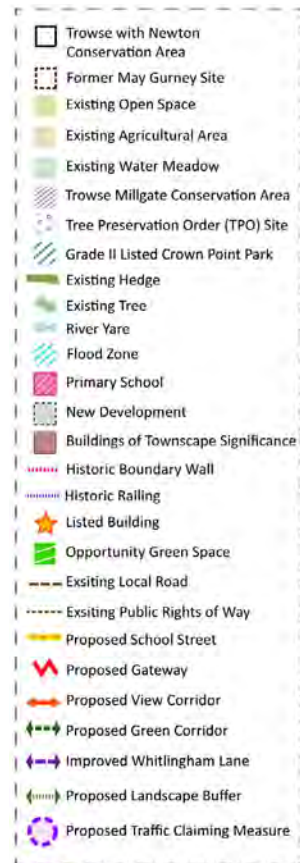 Trowse with Newton
Conservation Area
Former May Gurney Site
Existing Open Space
Existing Agricultural Area
Existing Water Meadow
Trowse Millgate Conservation Area
Tree Preservation Order (TPO) Site
Grade II Listed Crown Point Park
Existing Hedge
Existing Tree
River Yare
Flood Zone
Primary School
New Development
Buildings of Townscape Significance
Historic Boundary Wall
Historic Railing
Listed Building
Opportunity Green Space
Exsiting Local Road
Exsiting Public Rights of Way
Proposed School Street
Proposed Gateway
Proposed View Corridor
Proposed Green Corridor
Improved Whitlingham Lane
Proposed Landscape Buffer
Proposed Traffic Claiming Measure